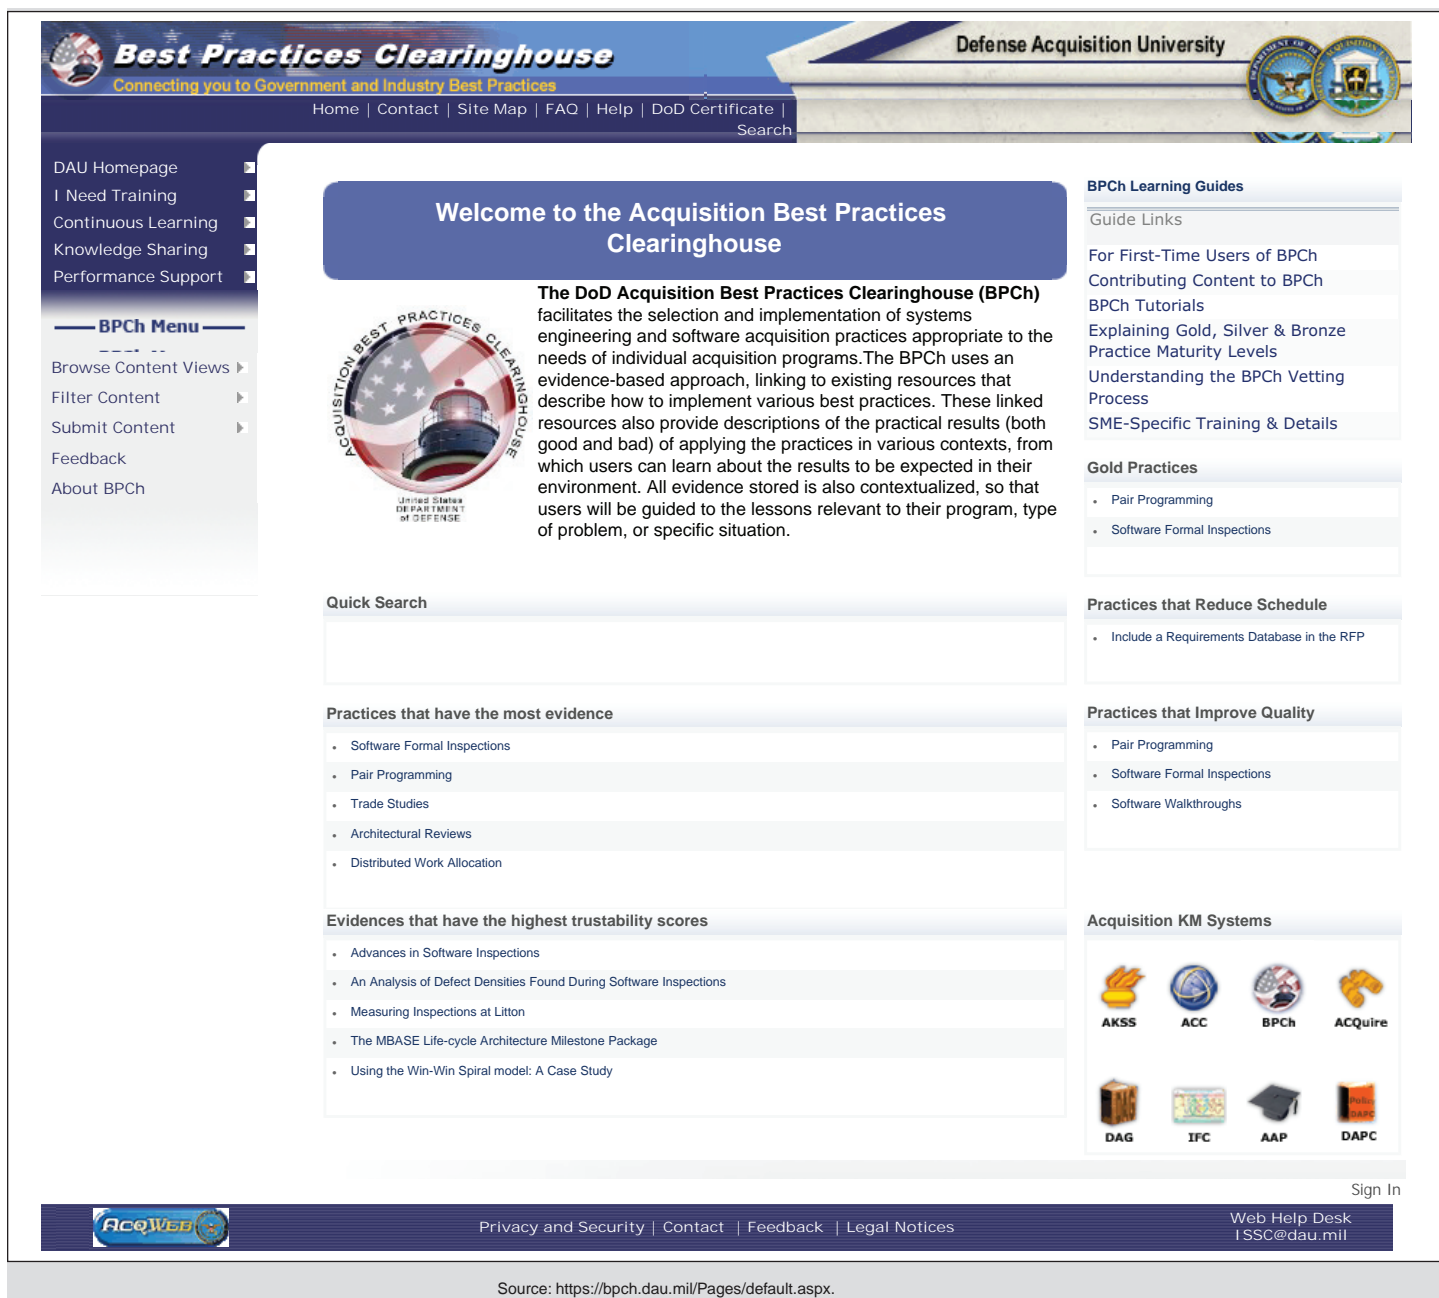 Best Practices Clearinghouse
Connecting you to Government and Industry Best Practices
Defense Acquisition University
Home | Contact | Site Map | FAQ | Help | DoD Certificate |
Search
DAU Homepage
I Need Training
Continuous Learning
Knowledge Sharing
Performance Support
BPCh Menu
Browse Content Views
Filter Content
Submit Content
Feedback
About BPCh
Welcome to the Acquisition Best Practices
Clearinghouse
ACQUISITION BEST PRACTICES CLEARINGHOUSE
United States
DEPARTMENT
of DEFENSE
The DoD Acquisition Best Practices Clearinghouse (BPCh)
facilitates the selection and implementation of systems
engineering and software acquisition practices appropriate to the
needs of individual acquisition programs.The BPCh uses an
evidence-based approach, linking to existing resources that
describe how to implement various best practices. These linked
resources also provide descriptions of the practical results (both
good and bad) of applying the practices in various contexts, from
which users can learn about the results to be expected in their
environment. All evidence stored is also contextualized, so that
users will be guided to the lessons relevant to their program, type
of problem, or specific situation.
Quick Search
Practices that have the most evidence
• Software Formal Inspections
• Pair Programming
• Trade Studies
• Architectural Reviews
• Distributed Work Allocation
Evidences that have the highest trustability scores
• Advances in Software Inspections
• An Analysis of Defect Densities Found During Software Inspections
• Measuring Inspections at Litton
• The MBASE Life-cycle Architecture Milestone Package
• Using the Win-Win Spiral model: A Case Study
BPCh Learning Guides
Guide Links
For First-Time Users of BPCh
Contributing Content to BPCh
BPCh Tutorials
Explaining Gold, Silver & Bronze
Practice Maturity Levels
Understanding the BPCh Vetting
Process
SME-Specific Training & Details
Gold Practices
• Pair Programming
• Software Formal Inspections
Practices that Reduce Schedule
• Include a Requirements Database in the RFP
Practices that Improve Quality
• Pair Programming
• Software Formal Inspections
• Software Walkthroughs
Acquisition KM Systems
AKSS ACC BPCh ACQuire
DAG
Policy
DAPC
DAG IFC AAP DAPC
Sign In
ACQWEB
Privacy and Security | Contact | Feedback | Legal Notices
Web Help Desk
ISSC@dau.mil
Source: https://bpch.dau.mil/Pages/default.aspx.